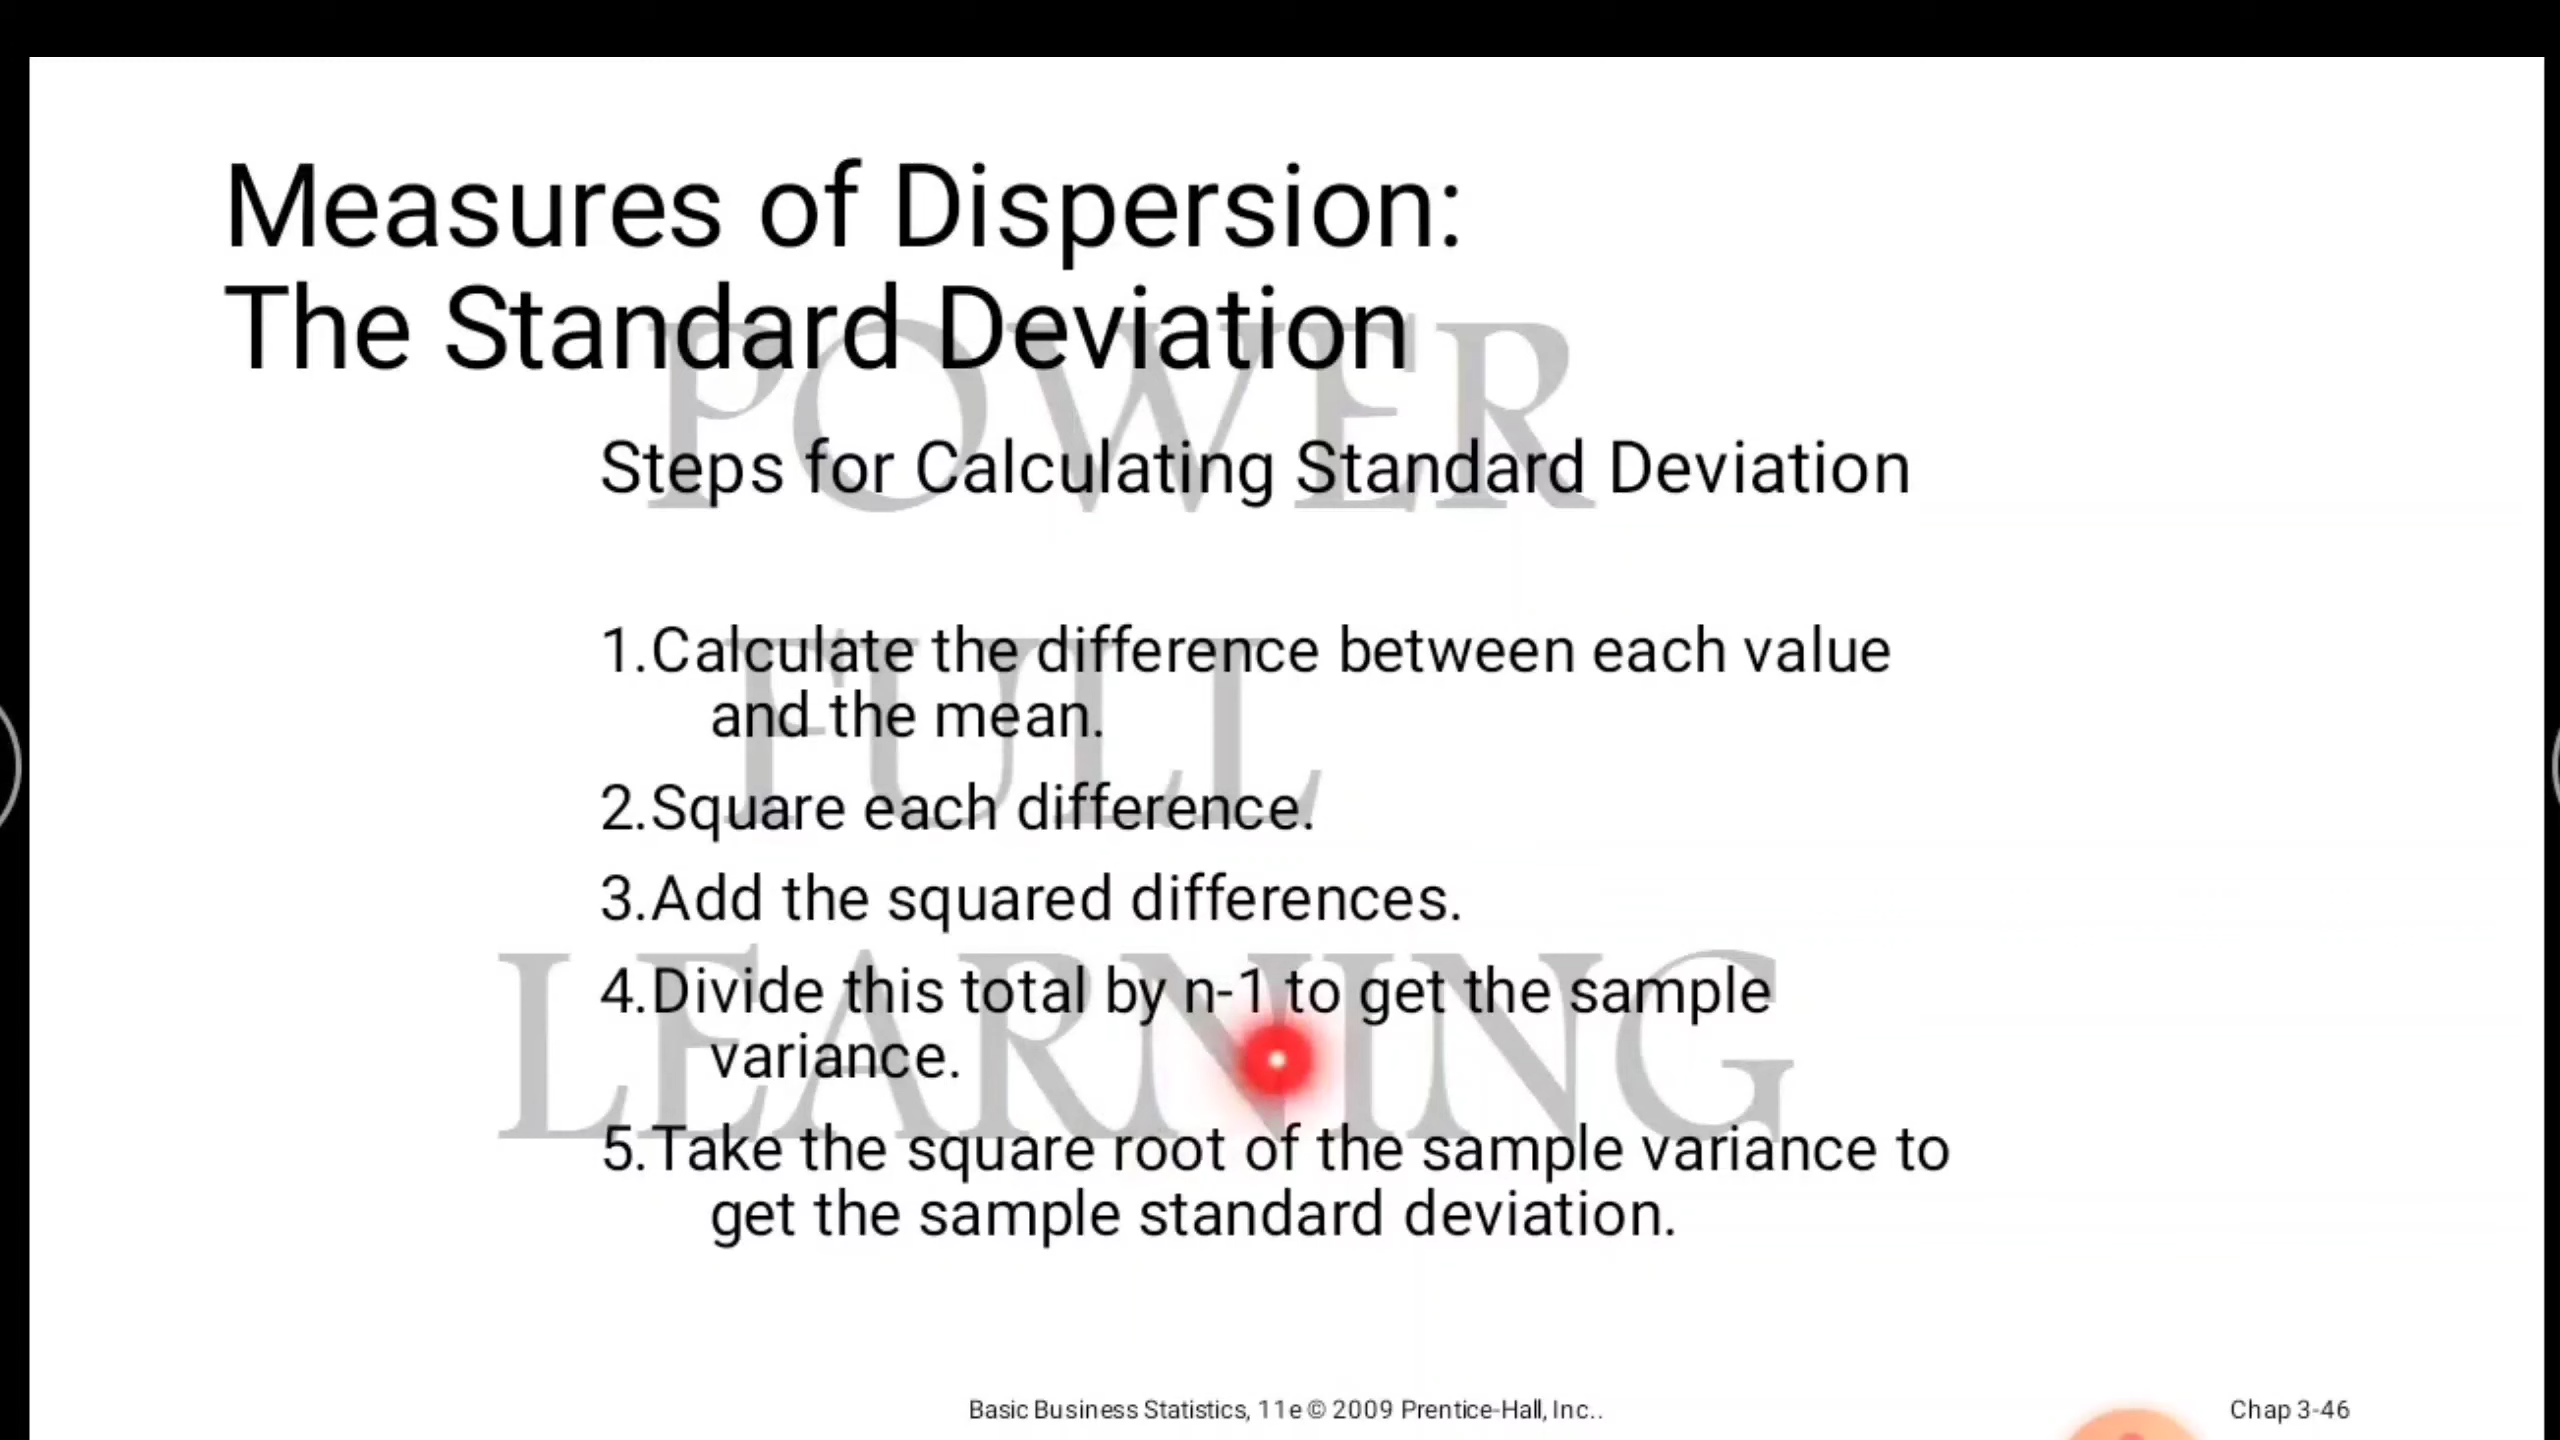 Measures of Dispersion:
The Standard Deviation
POWER
Steps for Calculating Standard Deviation
1.Calculate the difference between each value
and the mean.
FULL
2.Square each difference.
3.Add the squared differences.
4.Divide this total by n-1 to get the sample
variance.
LEARNING
5.Take the square root of the sample variance to
get the sample standard deviation.
Basic Business Statistics, 11e © 2009 Prentice-Hall, Inc..
Chap 3-46